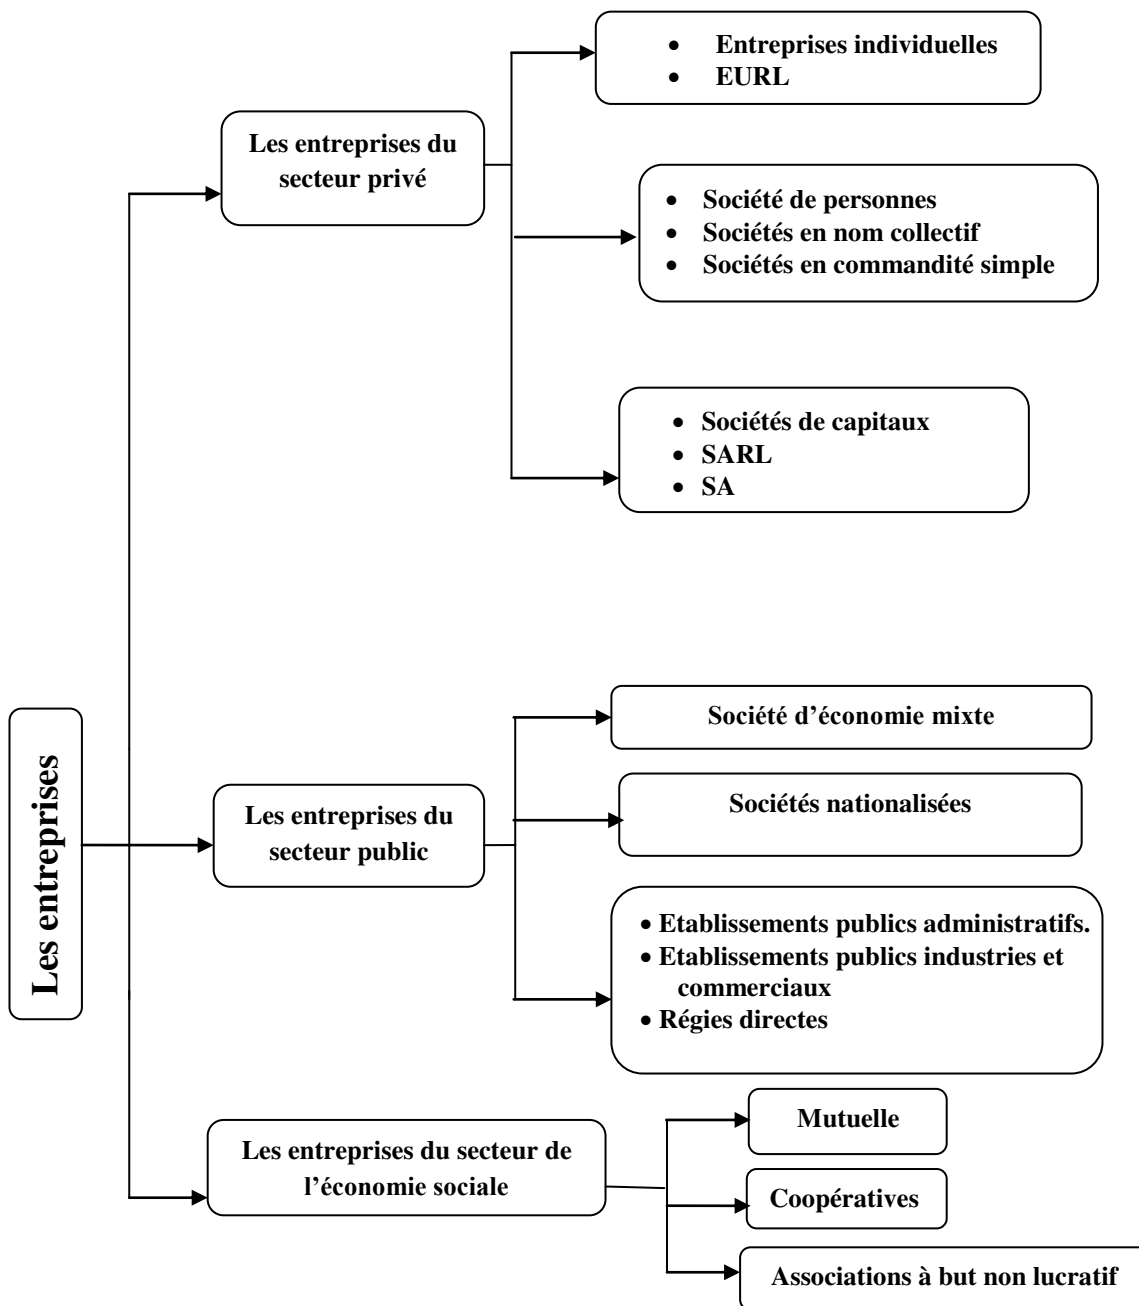 • Entreprises individuelles
• EURL
Les entreprises du
secteur privé
• Société de personnes
• Sociétés en nom collectif
• Sociétés en commandité simple
• Sociétés de capitaux
• SARL
• SA
Les entreprises
Société d’économie mixte
Les entreprises du
secteur public
Sociétés nationalisées
• Etablissements publics administratifs.
• Etablissements publics industries et
commerciaux
• Régies directes
Les entreprises du secteur de
l’économie sociale
Mutuelle
Coopératives
Associations à but non lucratif